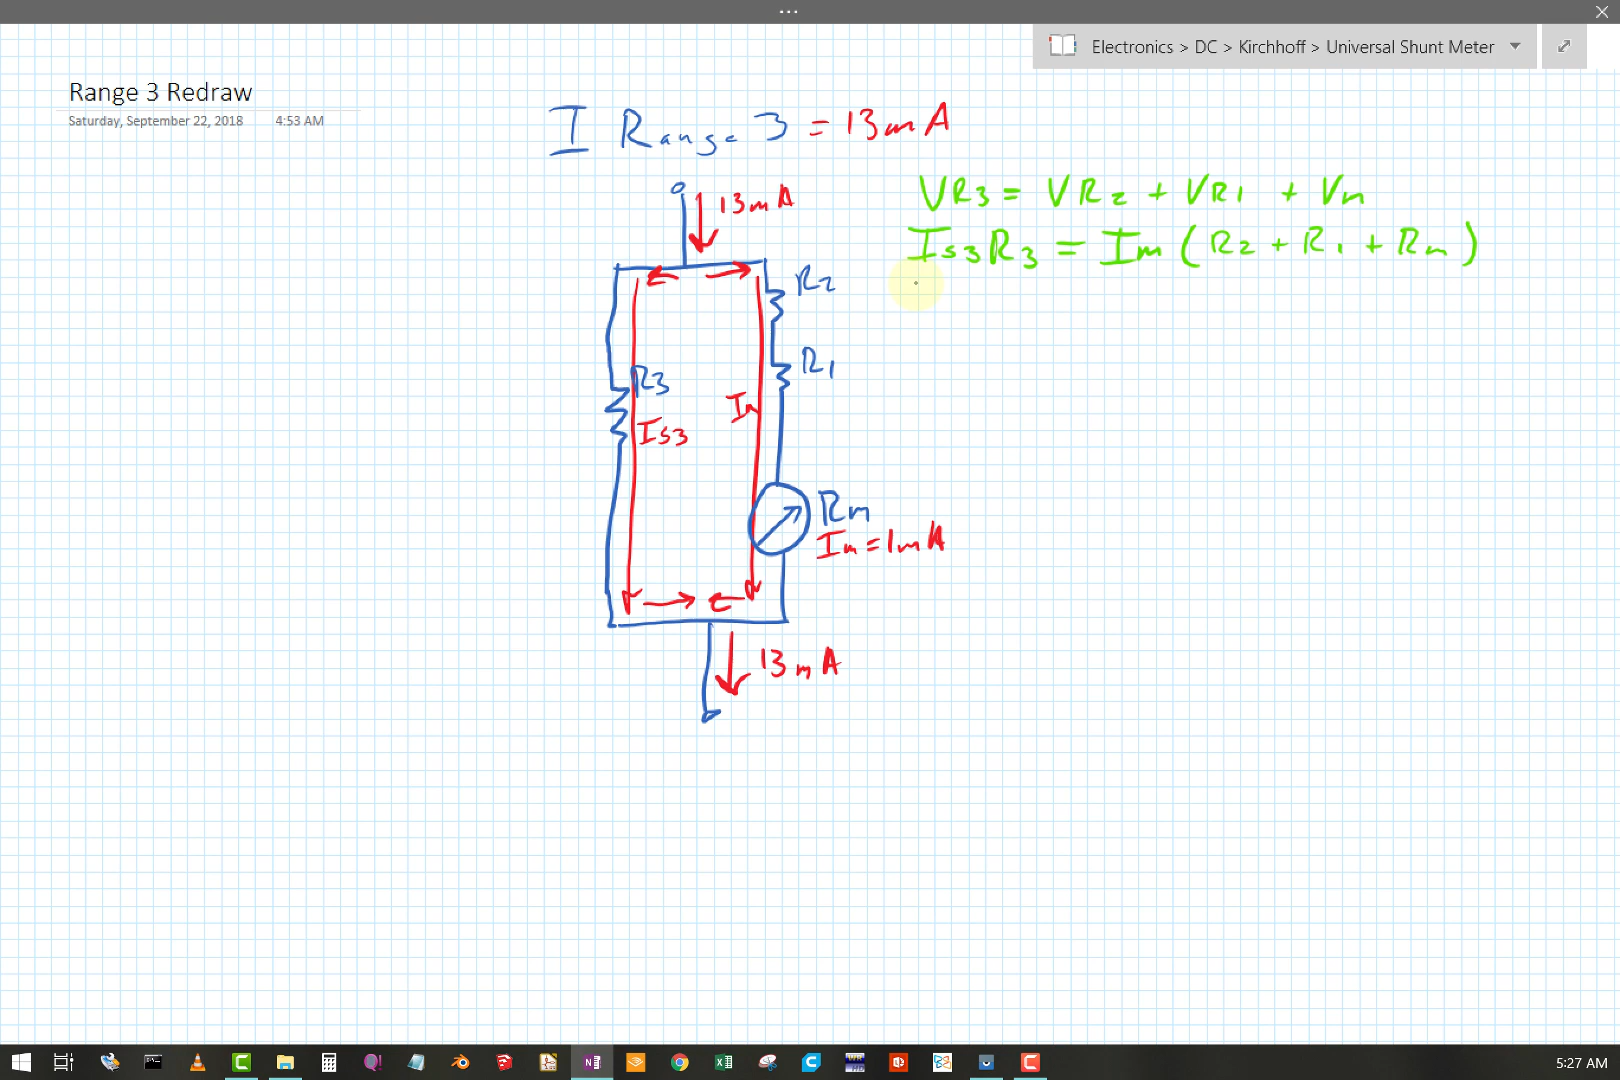 Electronics > DC > Kirchhoff > Universal Shunt Meter
Range 3 Redraw
Saturday, September 22, 2018 4:53 AM
I Range 3 = 13mA
13mA
VR3 = VR2 + VR1 + Vm
Is3R3 = Im (R2 + R1 + Rm)
R2
R1
R3
Im
Is3
Rm
Im = 1mA
13mA
5:27 AM